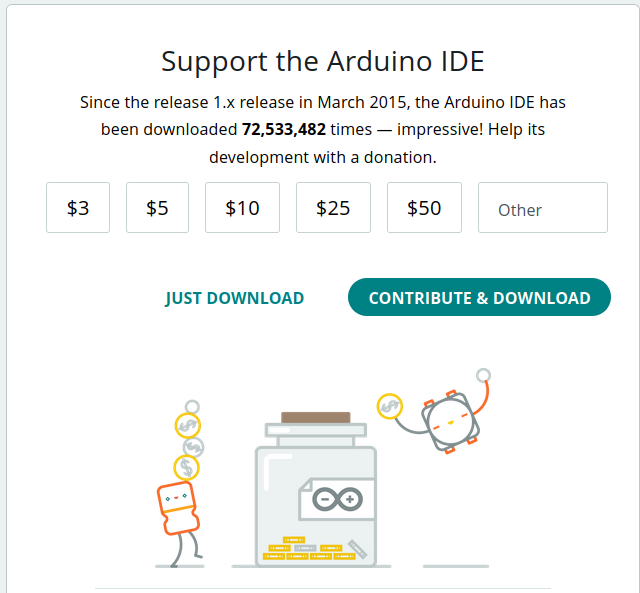 Support the Arduino IDE
Since the release 1.x release in March 2015, the Arduino IDE has
been downloaded 72,533,482 times — impressive! Help its
development with a donation.
$3 $5 $10 $25 $50 Other
JUST DOWNLOAD CONTRIBUTE & DOWNLOAD